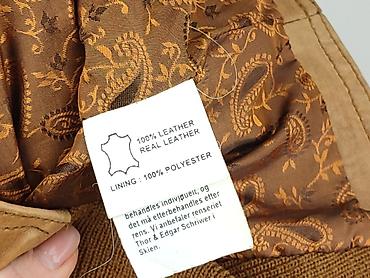 100% LEATHER
REAL LEATHER
LINING : 100% POLYESTER
behandles individuell, og
det må etterbehandles etter
rens. Vi anbefaler renseriet
Thor & Edgar Schriwer i
Skien.